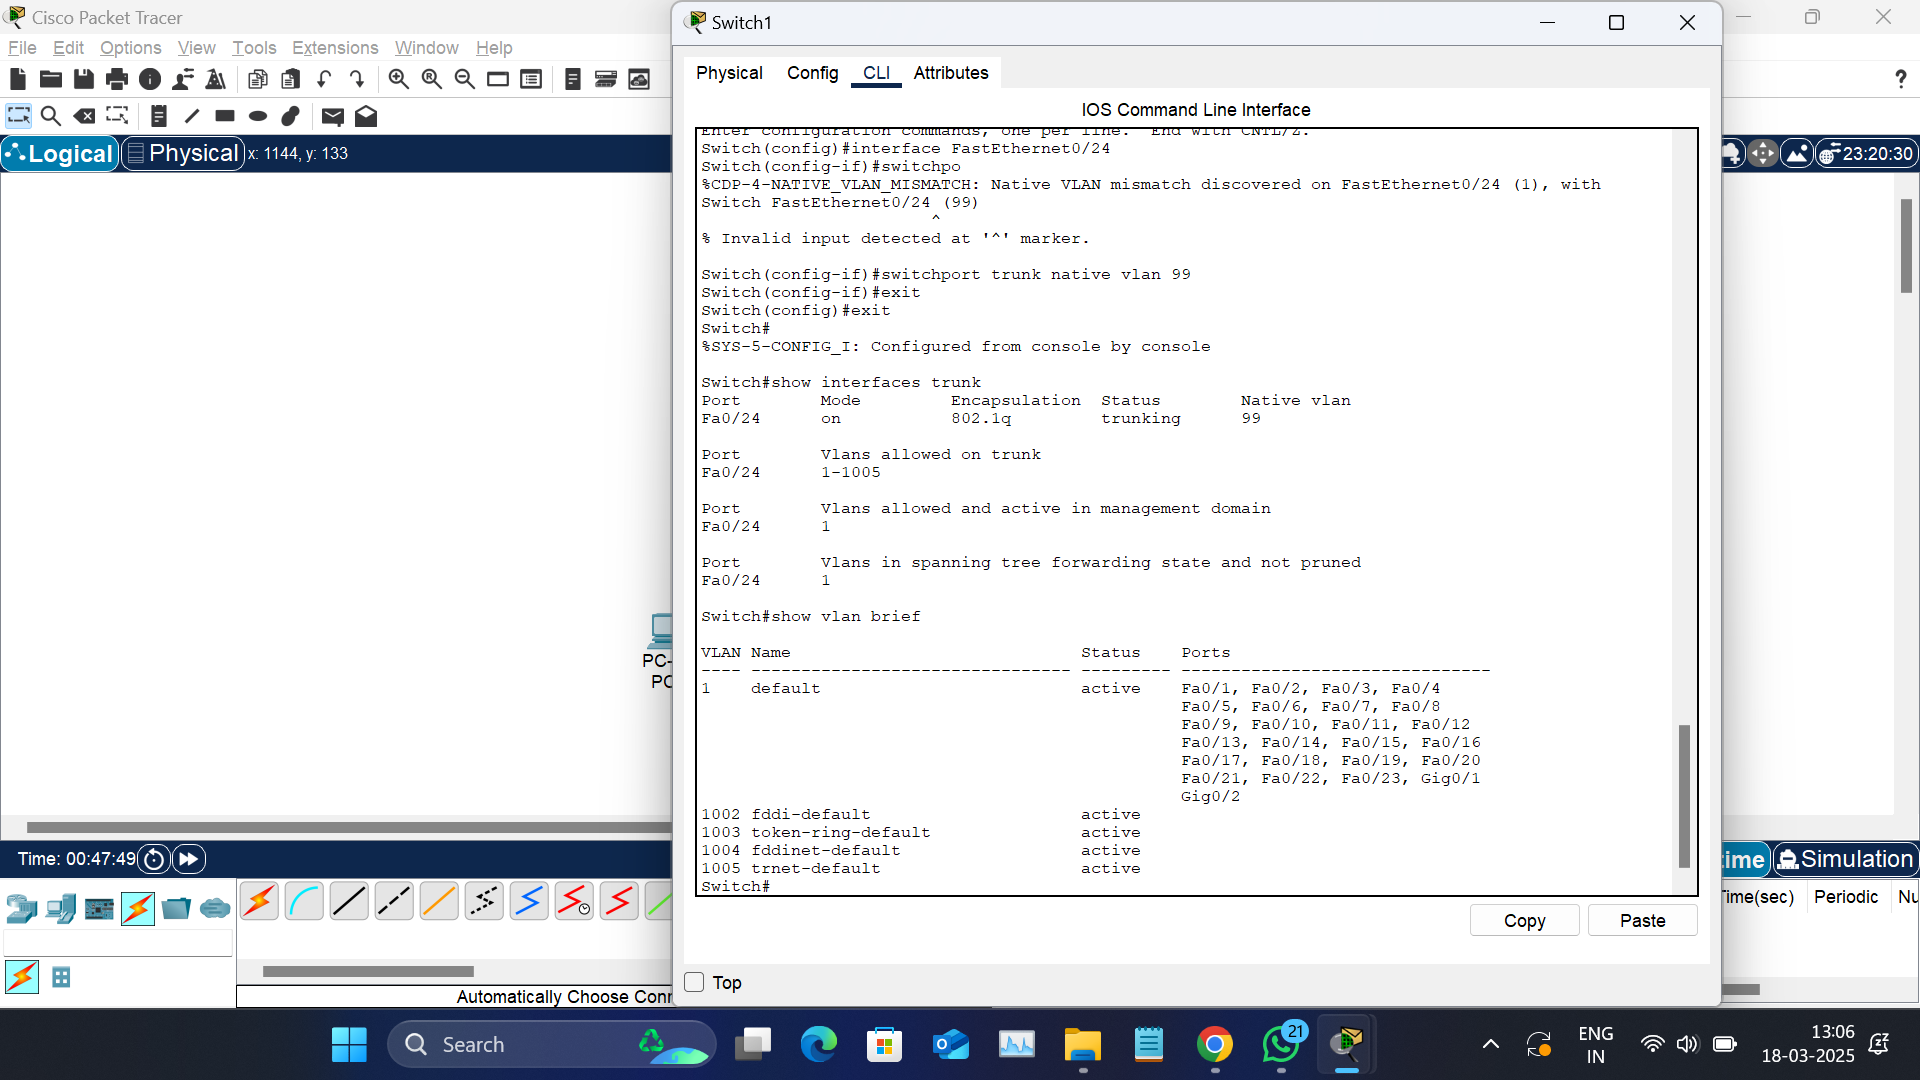 Cisco Packet Tracer
File Edit Options View Tools Extensions Window Help
?
Logical Physical x: 1144, y: 133
23:20:30
PC-
PC
Time: 00:47:49
Automatically Choose Conn
Switch1
Physical Config CLI Attributes
IOS Command Line Interface
Enter configuration commands, one per line. End with CNTL/Z.
Switch(config)#interface FastEthernet0/24
Switch(config-if)#switchpo
%CDP-4-NATIVE_VLAN_MISMATCH: Native VLAN mismatch discovered on FastEthernet0/24 (1), with
Switch FastEthernet0/24 (99)
^
% Invalid input detected at '^' marker.
Switch(config-if)#switchport trunk native vlan 99
Switch(config-if)#exit
Switch(config)#exit
Switch#
%SYS-5-CONFIG_I: Configured from console by console
Switch#show interfaces trunk
Port Mode Encapsulation Status Native vlan
Fa0/24 on 802.1q trunking 99
Port Vlans allowed on trunk
Fa0/24 1-1005
Port Vlans allowed and active in management domain
Fa0/24 1
Port Vlans in spanning tree forwarding state and not pruned
Fa0/24 1
Switch#show vlan brief
VLAN Name Status Ports
---- -------------------------------- --------- -------------------------------
1 default active Fa0/1, Fa0/2, Fa0/3, Fa0/4
Fa0/5, Fa0/6, Fa0/7, Fa0/8
Fa0/9, Fa0/10, Fa0/11, Fa0/12
Fa0/13, Fa0/14, Fa0/15, Fa0/16
Fa0/17, Fa0/18, Fa0/19, Fa0/20
Fa0/21, Fa0/22, Fa0/23, Gig0/1
Gig0/2
1002 fddi-default active
1003 token-ring-default active
1004 fddinet-default active
1005 trnet-default active
Switch#
Copy Paste
Top
time Simulation
Time(sec) Periodic Nu
Search
21
ENG
IN
13:06
18-03-2025